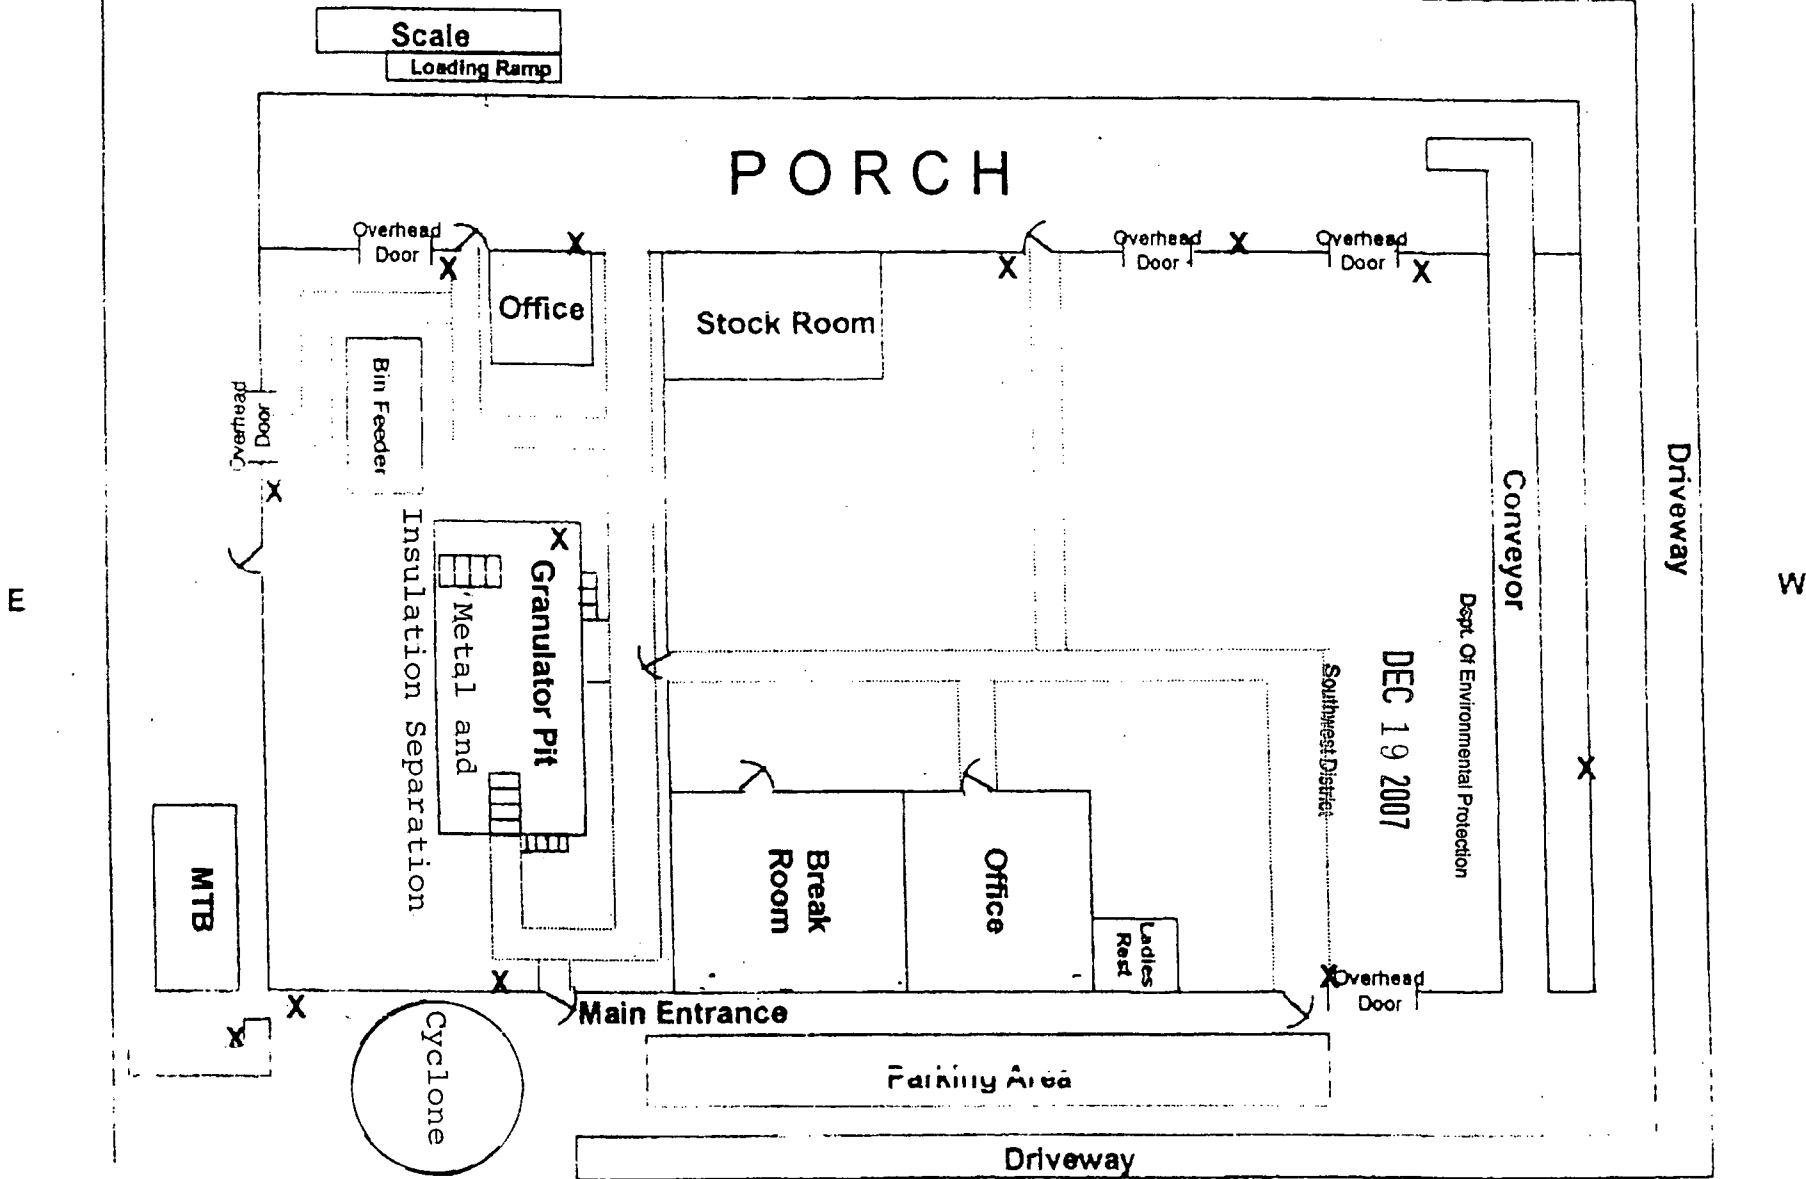 Scale
Loading Ramp
PORCH
Overhead
Door
X
X
Office
Stock Room
X
Overhead
Door
X
Overhead
Door
X
Bin Feeder
Overhead
Door
X
Insulation Separation
'Metal and
Granulator Pit
X
E
W
Driveway
Conveyor
Dept. Of Environmental Protection
DEC 19 2007
Southwest District
X
MTB
Break
Room
Office
Ladies
Rest
X
X
X
X
Overhead
Door
Main Entrance
Cyclone
Parking Area
Driveway